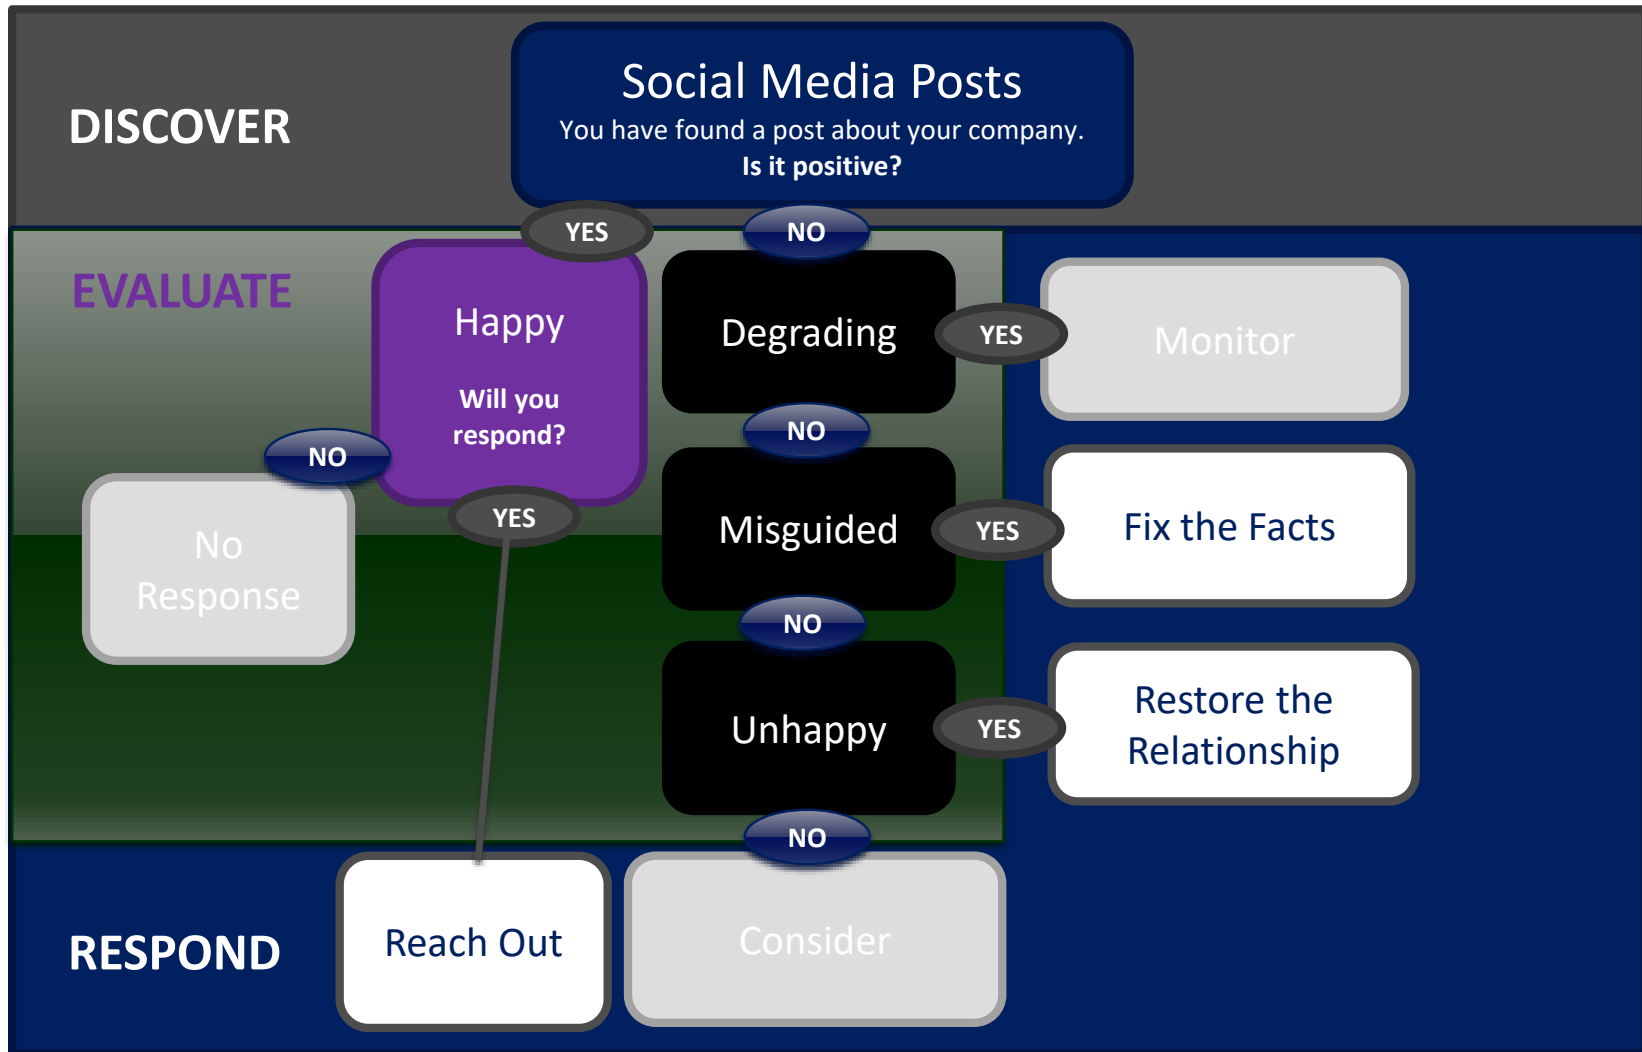 DISCOVER
Social Media Posts
You have found a post about your company.
Is it positive?
YES
NO
EVALUATE
Happy
Will you
respond?
Degrading
YES
Monitor
NO
NO
No
Response
YES
Misguided
YES
Fix the Facts
NO
Unhappy
YES
Restore the
Relationship
NO
RESPOND
Reach Out
Consider